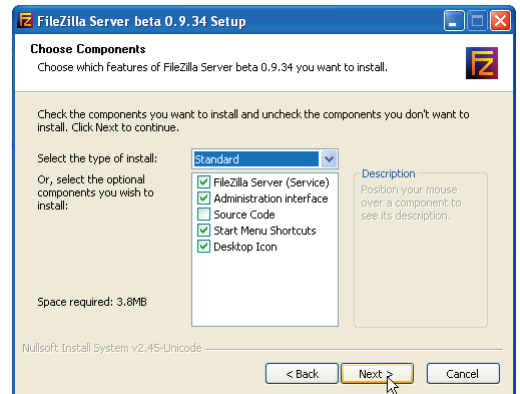 FileZilla Server beta 0.9.34 Setup
Choose Components
Choose which features of FileZilla Server beta 0.9.34 you want to install.
Check the components you want to install and uncheck the components you don't want to
install. Click Next to continue.
Select the type of install:
Standard
Or, select the optional
components you wish to
install:
FileZilla Server (Service)
Administration interface
Source Code
Start Menu Shortcuts
Desktop Icon
Description
Position your mouse
over a component to
see its description.
Space required: 3.8MB
Nullsoft Install System v2.45-Unicode
< Back
Next >
Cancel